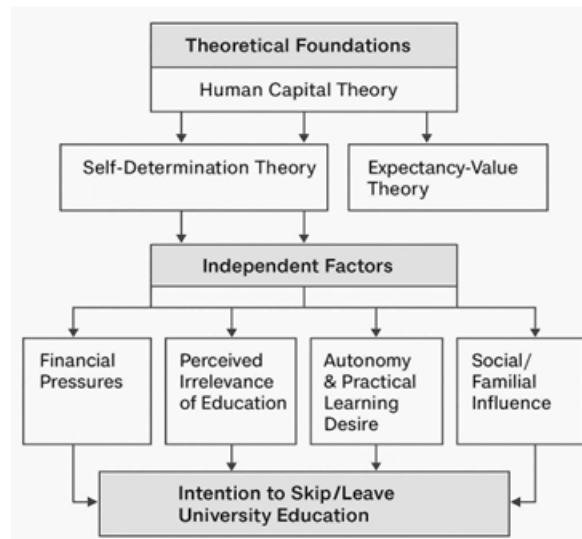 Theoretical Foundations
Human Capital Theory
Self-Determination Theory
Expectancy-Value
Theory
Independent Factors
Financial
Pressures
Perceived
Irrelevance
of Education
Autonomy
& Practical
Learning
Desire
Social/
Familial
Influence
Intention to Skip/Leave
University Education